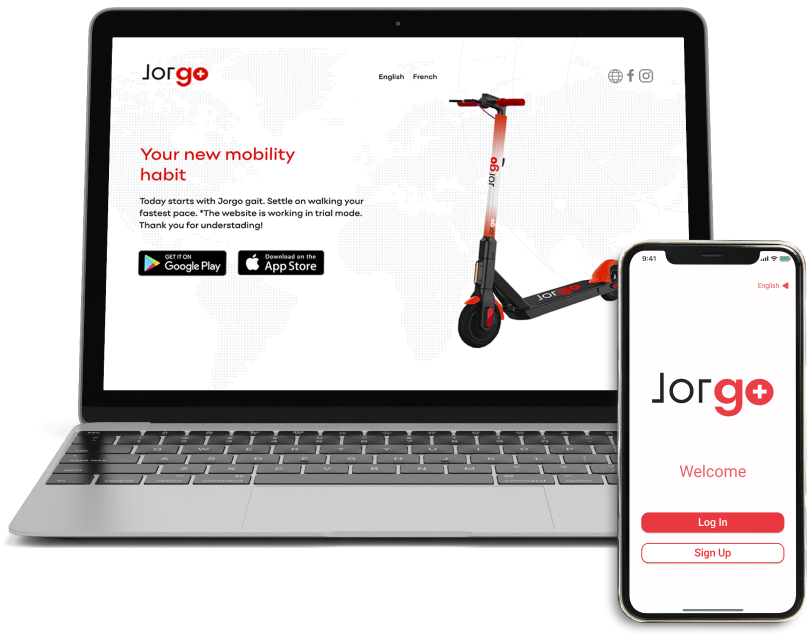 Jorgo
English French
Your new mobility
habit
Today starts with Jorgo gait. Settle on walking your
fastest pace. *The website is working in trial mode.
Thank you for understading!
GET IT ON
Google Play
Download on the
App Store
Jorgo
Jorgo
9:41
English
Jorgo
Welcome
Log In
Sign Up